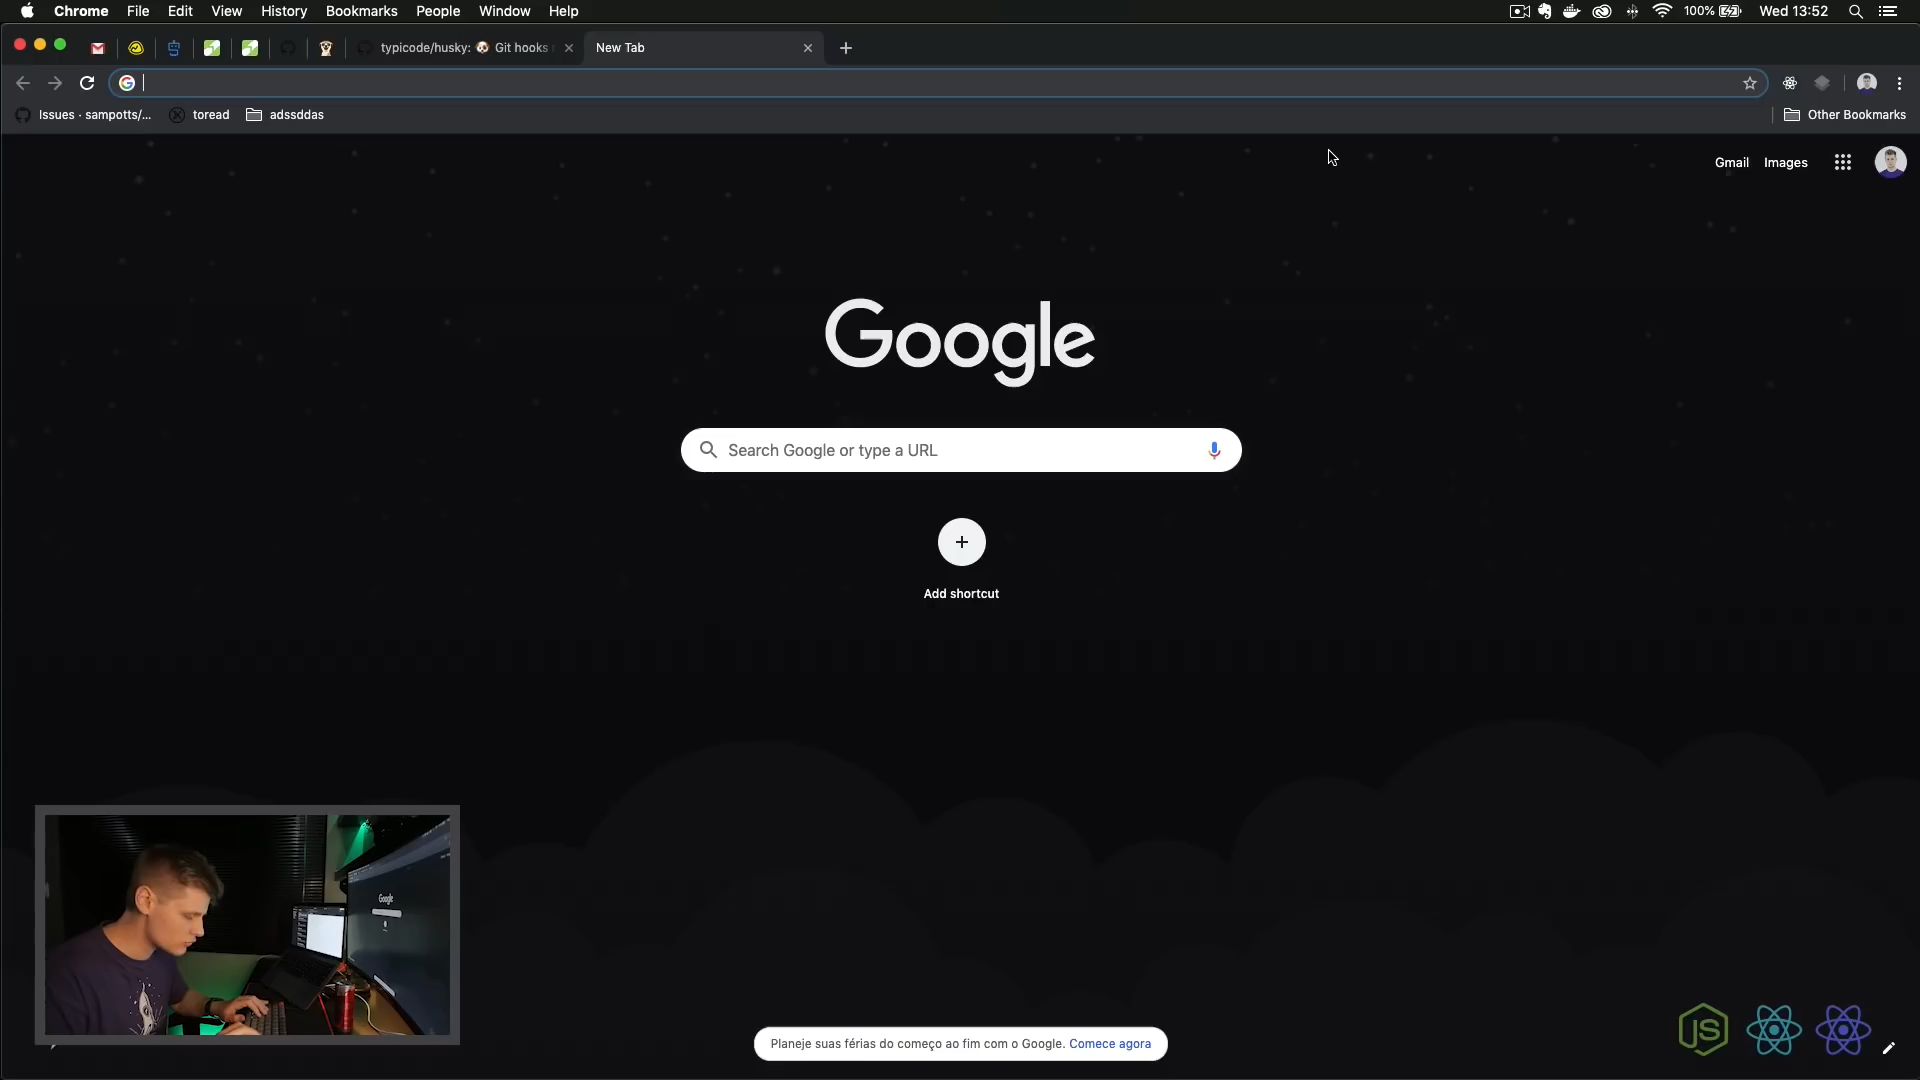 Chrome File Edit View History Bookmarks People Window Help 100% Wed 13:52
typicode/husky: 🐶 Git hooks New Tab
Issues · sampotts/... toread adssddas Other Bookmarks
Gmail Images
Google
Search Google or type a URL
Add shortcut
Google
Planeje suas férias do começo ao fim com o Google. Comece agora
JS